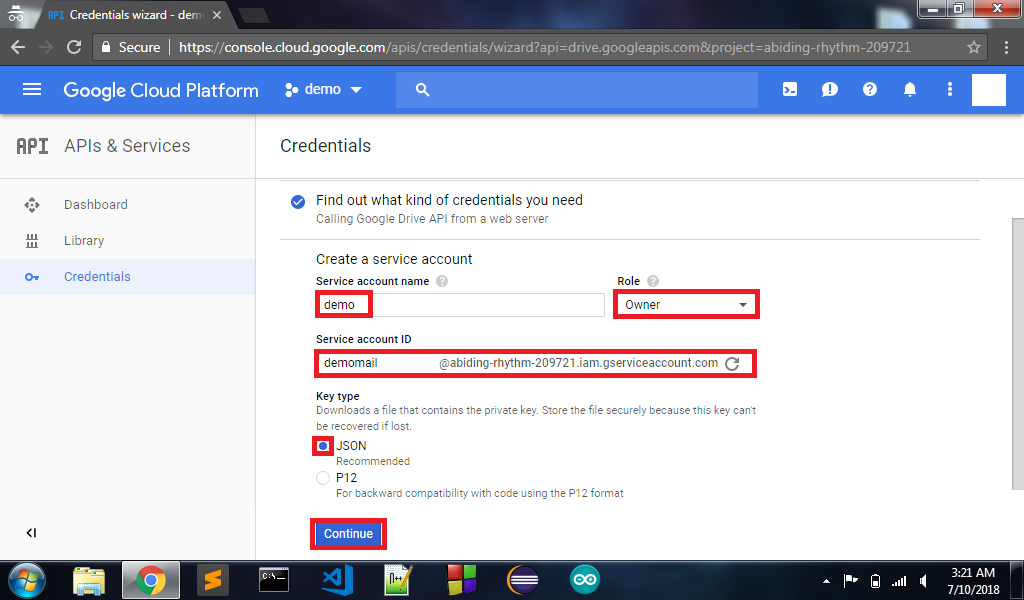 API Credentials wizard - dem
Secure https://console.cloud.google.com/apis/credentials/wizard?api=drive.googleapis.com&project=abiding-rhythm-209721
Google Cloud Platform demo
API APIs & Services
Credentials
Dashboard
Library
Credentials
Find out what kind of credentials you need
Calling Google Drive API from a web server
Create a service account
Service account name ? Role ?
demo Owner
Service account ID
demomail @abiding-rhythm-209721.iam.gserviceaccount.com
Key type
Downloads a file that contains the private key. Store the file securely because this key can't
be recovered if lost.
JSON
Recommended
P12
For backward compatibility with code using the P12 format
Continue
3:21 AM
7/10/2018